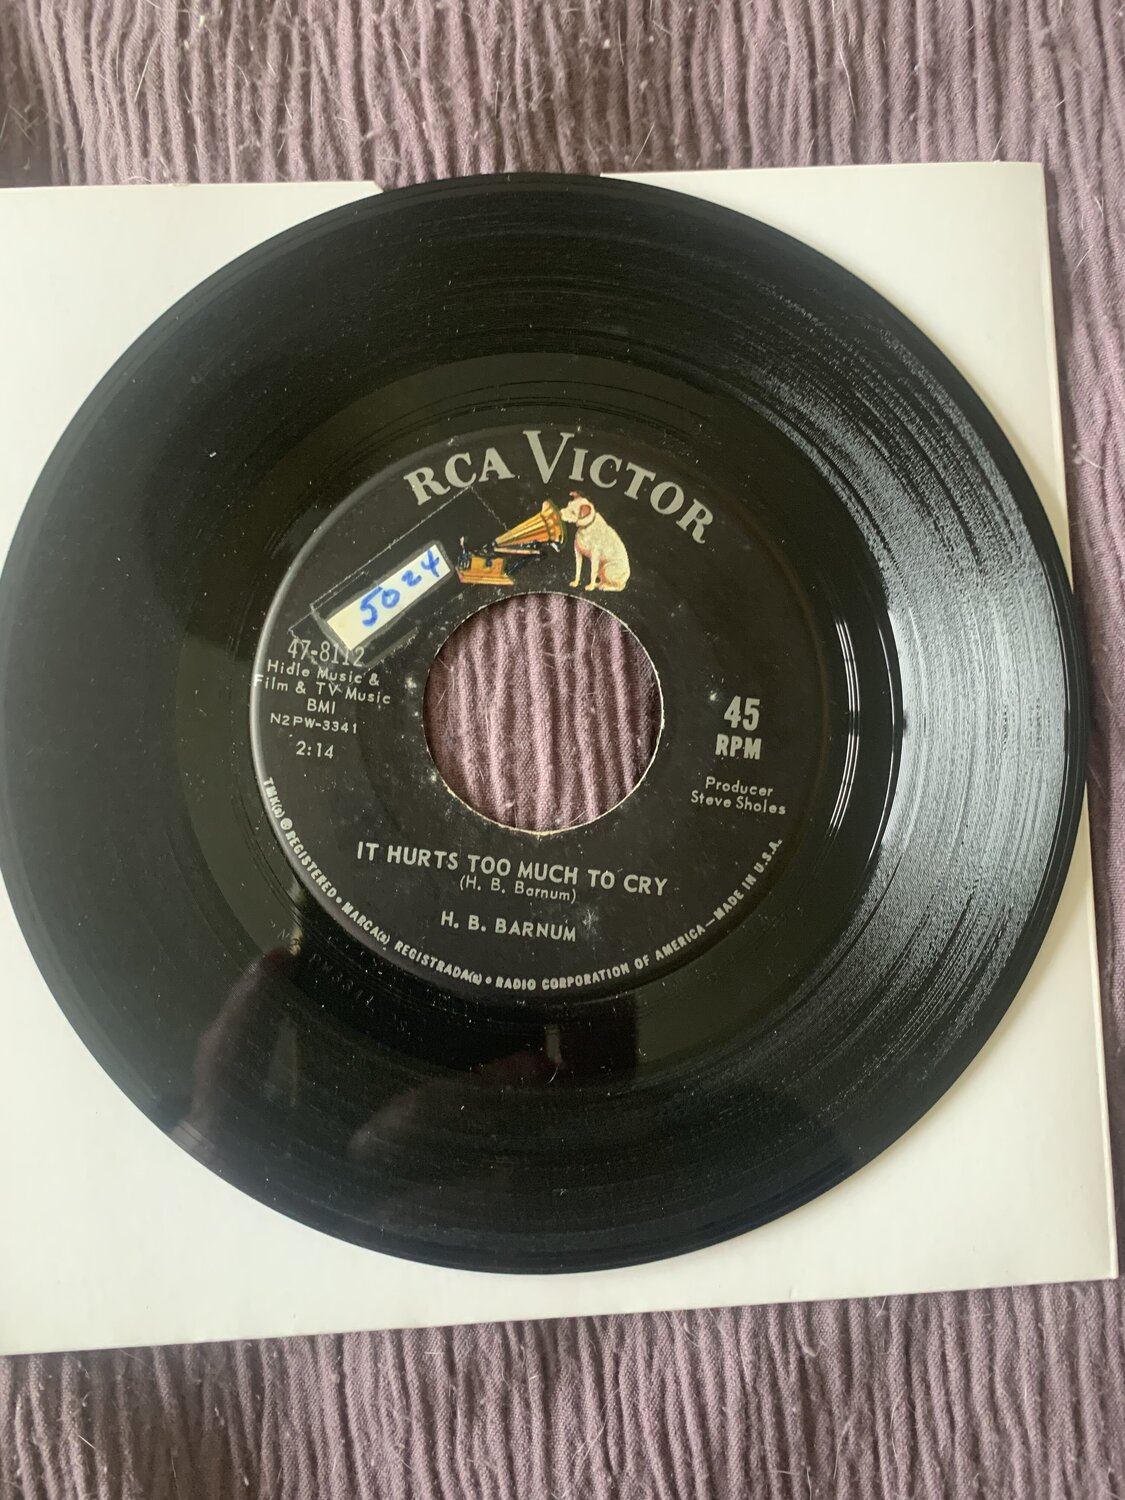 RCA VICTOR
5024
47-8112
Hidle Music &
Film & TV Music
BMI
N2PW-3341
2:14
45
RPM
Producer
Steve Sholes
IT HURTS TOO MUCH TO CRY
(H. B. Barnum)
H. B. BARNUM
TMK(s) ® REGISTERED • MARCA(s) REGISTRADA(s) • RADIO CORPORATION OF AMERICA—MADE IN U.S.A.